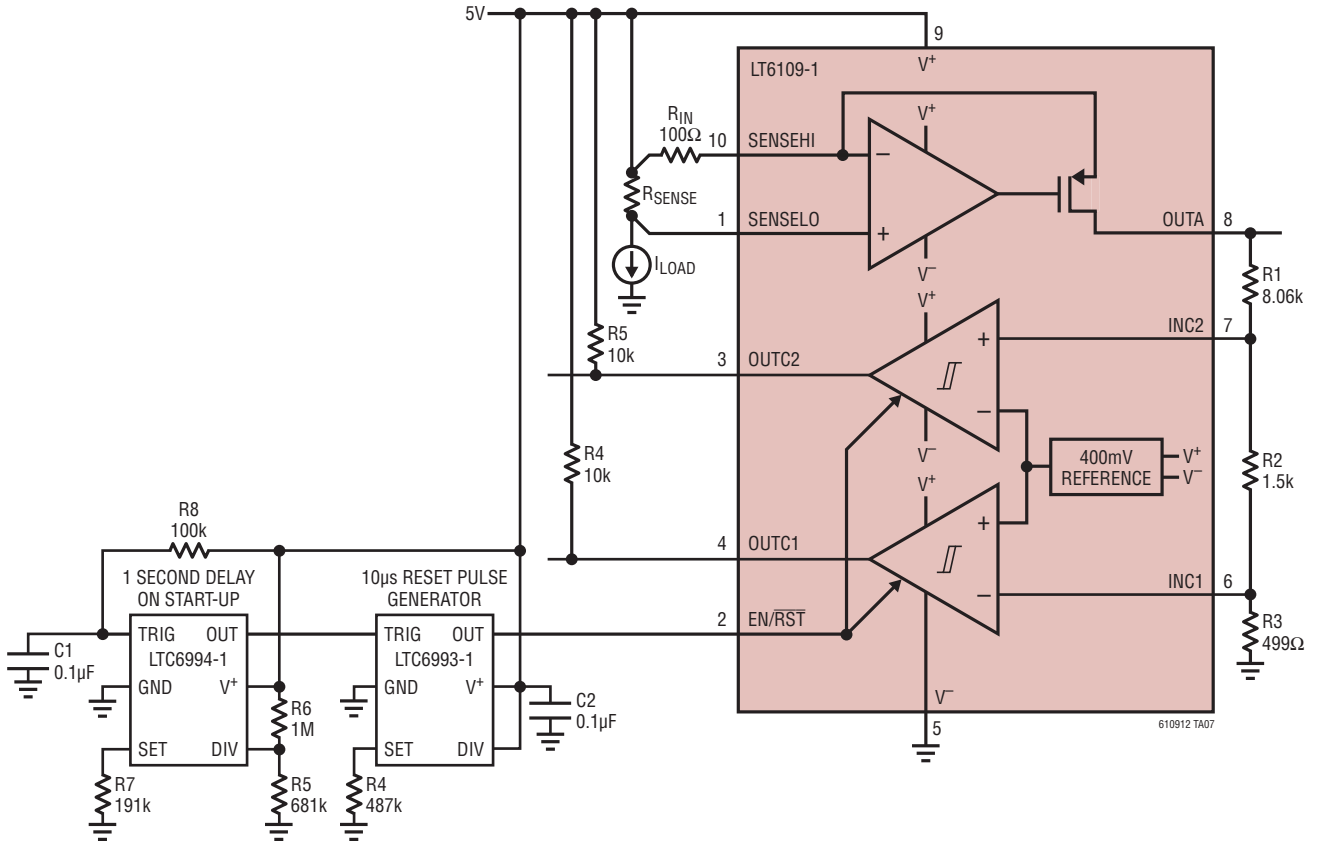 5V
9
LT6109-1
V+
RIN
100Ω
10
SENSEHI
V+
−
RSENSE
1
SENSELO
+
OUTA
8
ILOAD
V−
R1
8.06k
V+
INC2
7
R5
10k
+
3
OUTC2
−
V−
400mV
REFERENCE
V+
V−
R4
10k
R2
1.5k
V+
+
R8
100k
4
OUTC1
1 SECOND DELAY
ON START-UP
10µs RESET PULSE
GENERATOR
INC1
6
−
2
EN/RST
TRIG
OUT
LTC6994-1
GND
V+
SET
DIV
TRIG
OUT
LTC6993-1
GND
V+
SET
DIV
C1
0.1µF
R3
499Ω
R6
1M
C2
0.1µF
V−
5
610912 TA07
R7
191k
R5
681k
R4
487k